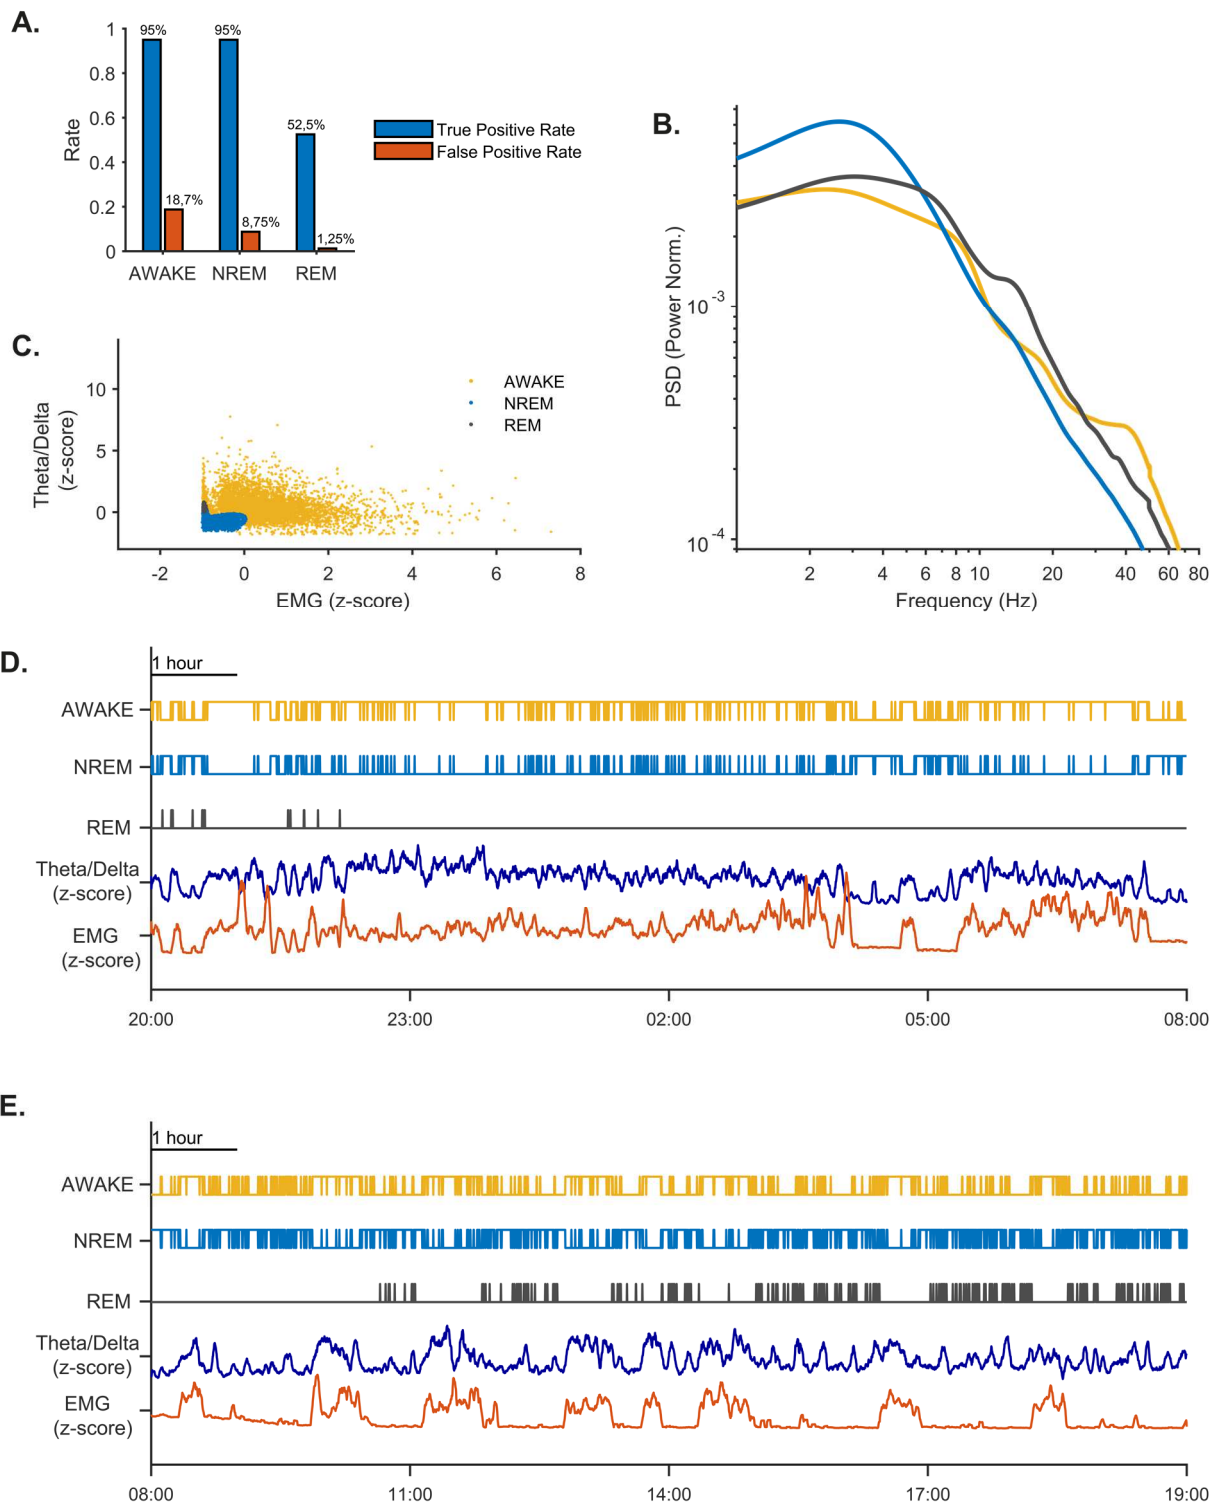 A.
1
0.8
0.6
0.4
0.2
0
Rate
95%
18,7%
95%
8,75%
52,5%
1,25%
AWAKE NREM REM
True Positive Rate
False Positive Rate
B.
PSD (Power Norm.)
10-3
10-4
2 4 6 8 10 20 40 60 80
Frequency (Hz)
C.
Theta/Delta
(z-score)
10
5
0
AWAKE
NREM
REM
-2 0 2 4 6 8
EMG (z-score)
D.
1 hour
AWAKE
NREM
REM
Theta/Delta
(z-score)
EMG
(z-score)
20:00 23:00 02:00 05:00 08:00
E.
1 hour
AWAKE
NREM
REM
Theta/Delta
(z-score)
EMG
(z-score)
08:00 11:00 14:00 17:00 19:00